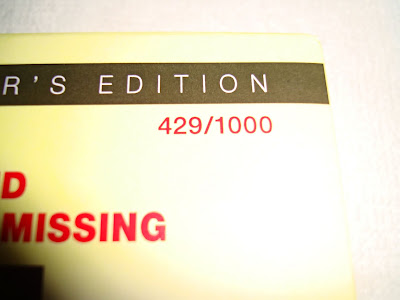 R'S EDITION
429/1000
D
MISSING